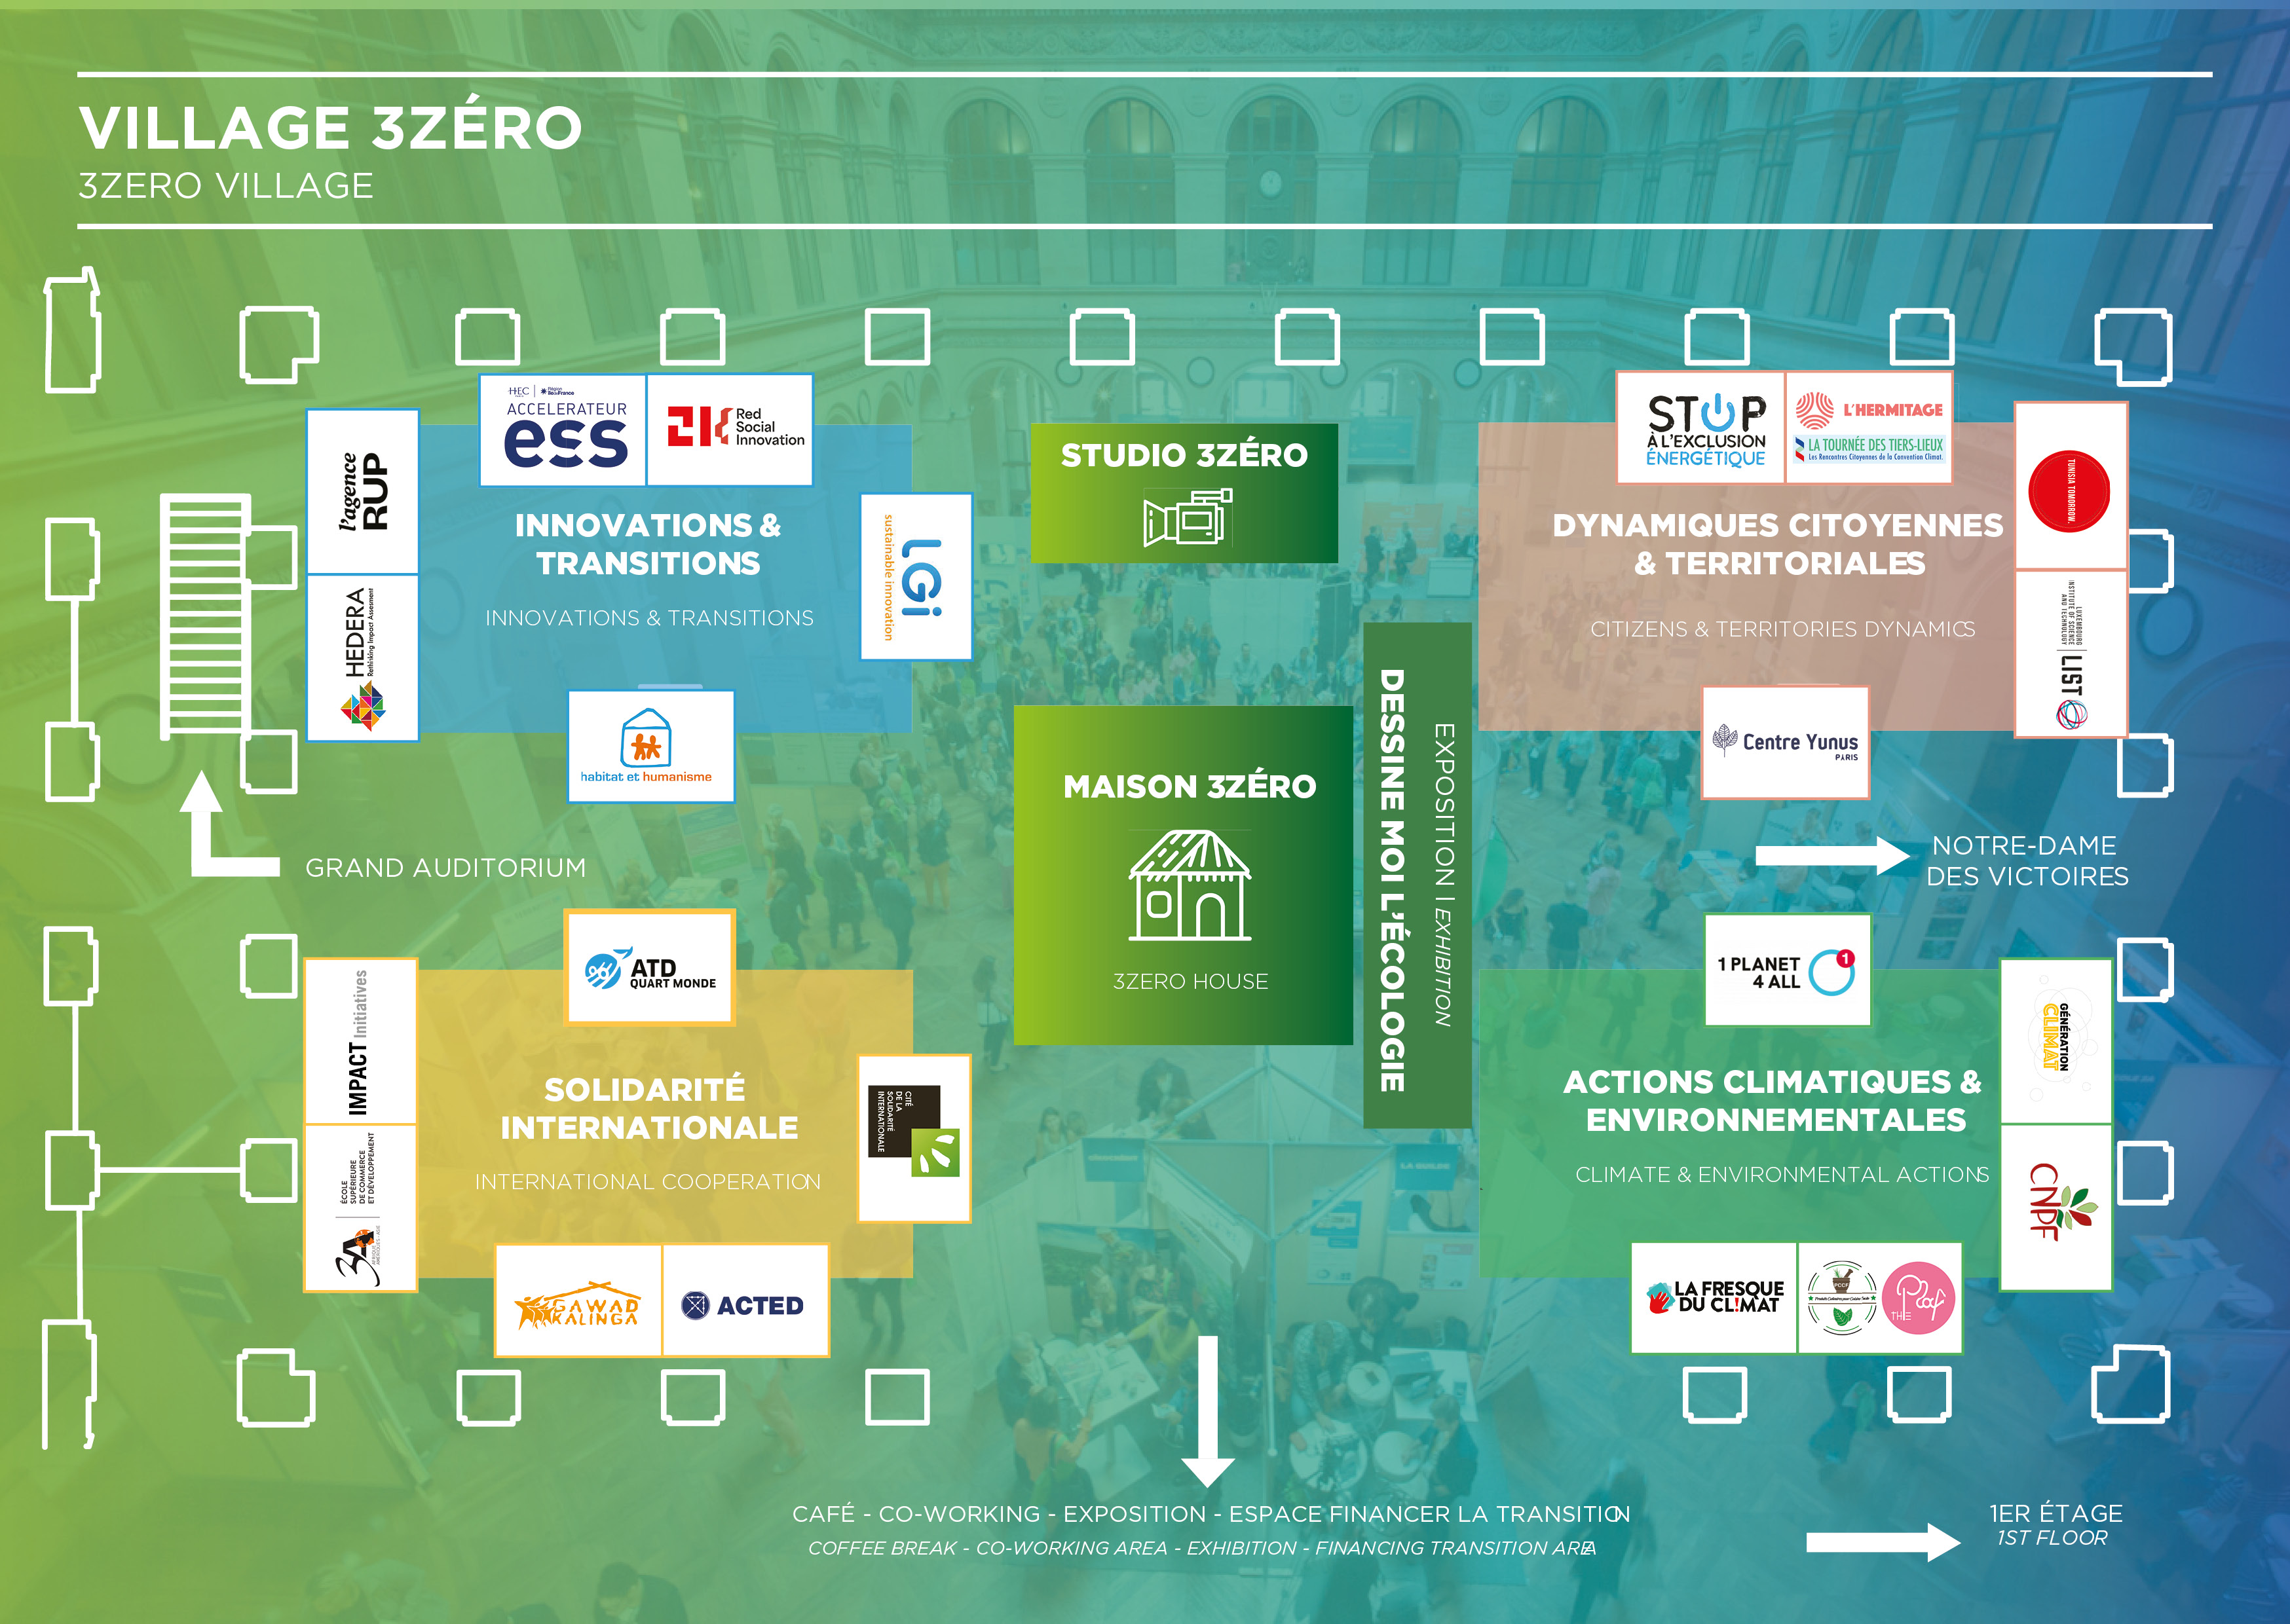 VILLAGE 3ZÉRO
3ZERO VILLAGE
l'agence
RUP
HEDERA
Rethinking Impact Assesment
HEC
Région
îledeFrance
ACCELERATEUR
ess
Red
Social
Innovation
INNOVATIONS &
TRANSITIONS
INNOVATIONS & TRANSITIONS
LGi
sustainable innovation
habitat et humanisme
STUDIO 3ZÉRO
STOP
À L'EXCLUSION
ÉNERGÉTIQUE
L'HERMITAGE
LA TOURNÉE DES TIERS-LIEUX
Les Rencontres Citoyennes de la Convention Climat.
DYNAMIQUES CITOYENNES
& TERRITORIALES
CITIZENS & TERRITORIES DYNAMICS
TUNISIA TOMORROW.
LUXEMBOURG
INSTITUTE OF SCIENCE
AND TECHNOLOGY
LIST
Centre Yunus
PARIS
MAISON 3ZÉRO
3ZERO HOUSE
DESSINE MOI L'ÉCOLOGIE
EXPOSITION | EXHIBITION
GRAND AUDITORIUM
NOTRE-DAME
DES VICTOIRES
IMPACT Initiatives
ÉCOLE
SUPÉRIEURE
DE COMMERCE
ET DÉVELOPPEMENT
3A
AFRIQUE
AMÉRIQUES - ASIE
ATD
QUART MONDE
SOLIDARITÉ
INTERNATIONALE
INTERNATIONAL COOPERATION
CITÉ
DE LA
SOLIDARITÉ
INTERNATIONALE
GAWAD
KALINGA
ACTED
1 PLANET
4 ALL
1
ACTIONS CLIMATIQUES &
ENVIRONNEMENTALES
CLIMATE & ENVIRONMENTAL ACTIONS
GÉNÉRATION
CLIMAT
CNPF
LA FRESQUE
DU CL!MAT
PCCF
THE Plaf
CAFÉ - CO-WORKING - EXPOSITION - ESPACE FINANCER LA TRANSITION
COFFEE BREAK - CO-WORKING AREA - EXHIBITION - FINANCING TRANSITION AREA
1ER ÉTAGE
1ST FLOOR